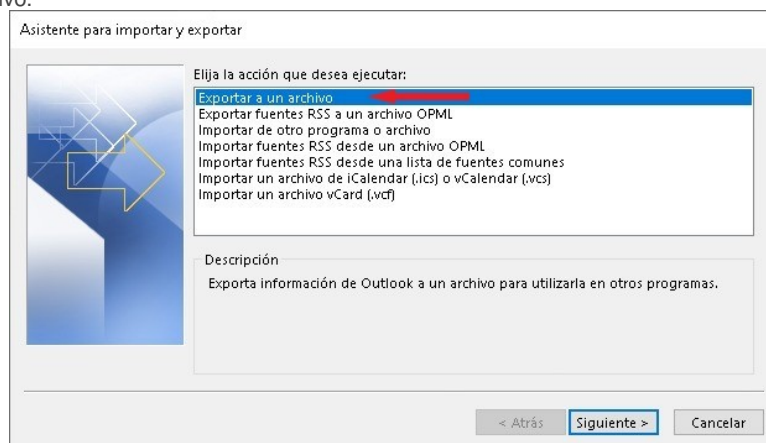 Asistente para importar y exportar
Elija la acción que desea ejecutar:
Exportar a un archivo
Exportar fuentes RSS a un archivo OPML
Importar de otro programa o archivo
Importar fuentes RSS desde un archivo OPML
Importar fuentes RSS desde una lista de fuentes comunes
Importar un archivo de iCalendar (.ics) o vCalendar (.vcs)
Importar un archivo vCard (.vcf)
Descripción
Exporta información de Outlook a un archivo para utilizarla en otros programas.
< Atrás
Siguiente >
Cancelar